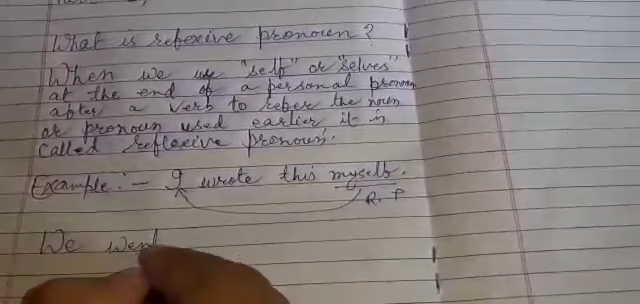 What is refexive pronoun?
When we use "self" or "selves"
at the end of a personal pronoun
after a verb to refer the noun
or pronoun used earlier it is
called reflexive pronoun.
Example:- I wrote this myself.
R.P
We went